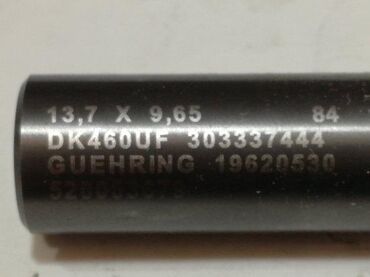 13,7 X 9,65 84
DK460UF 303337444
GUEHRING 19620530